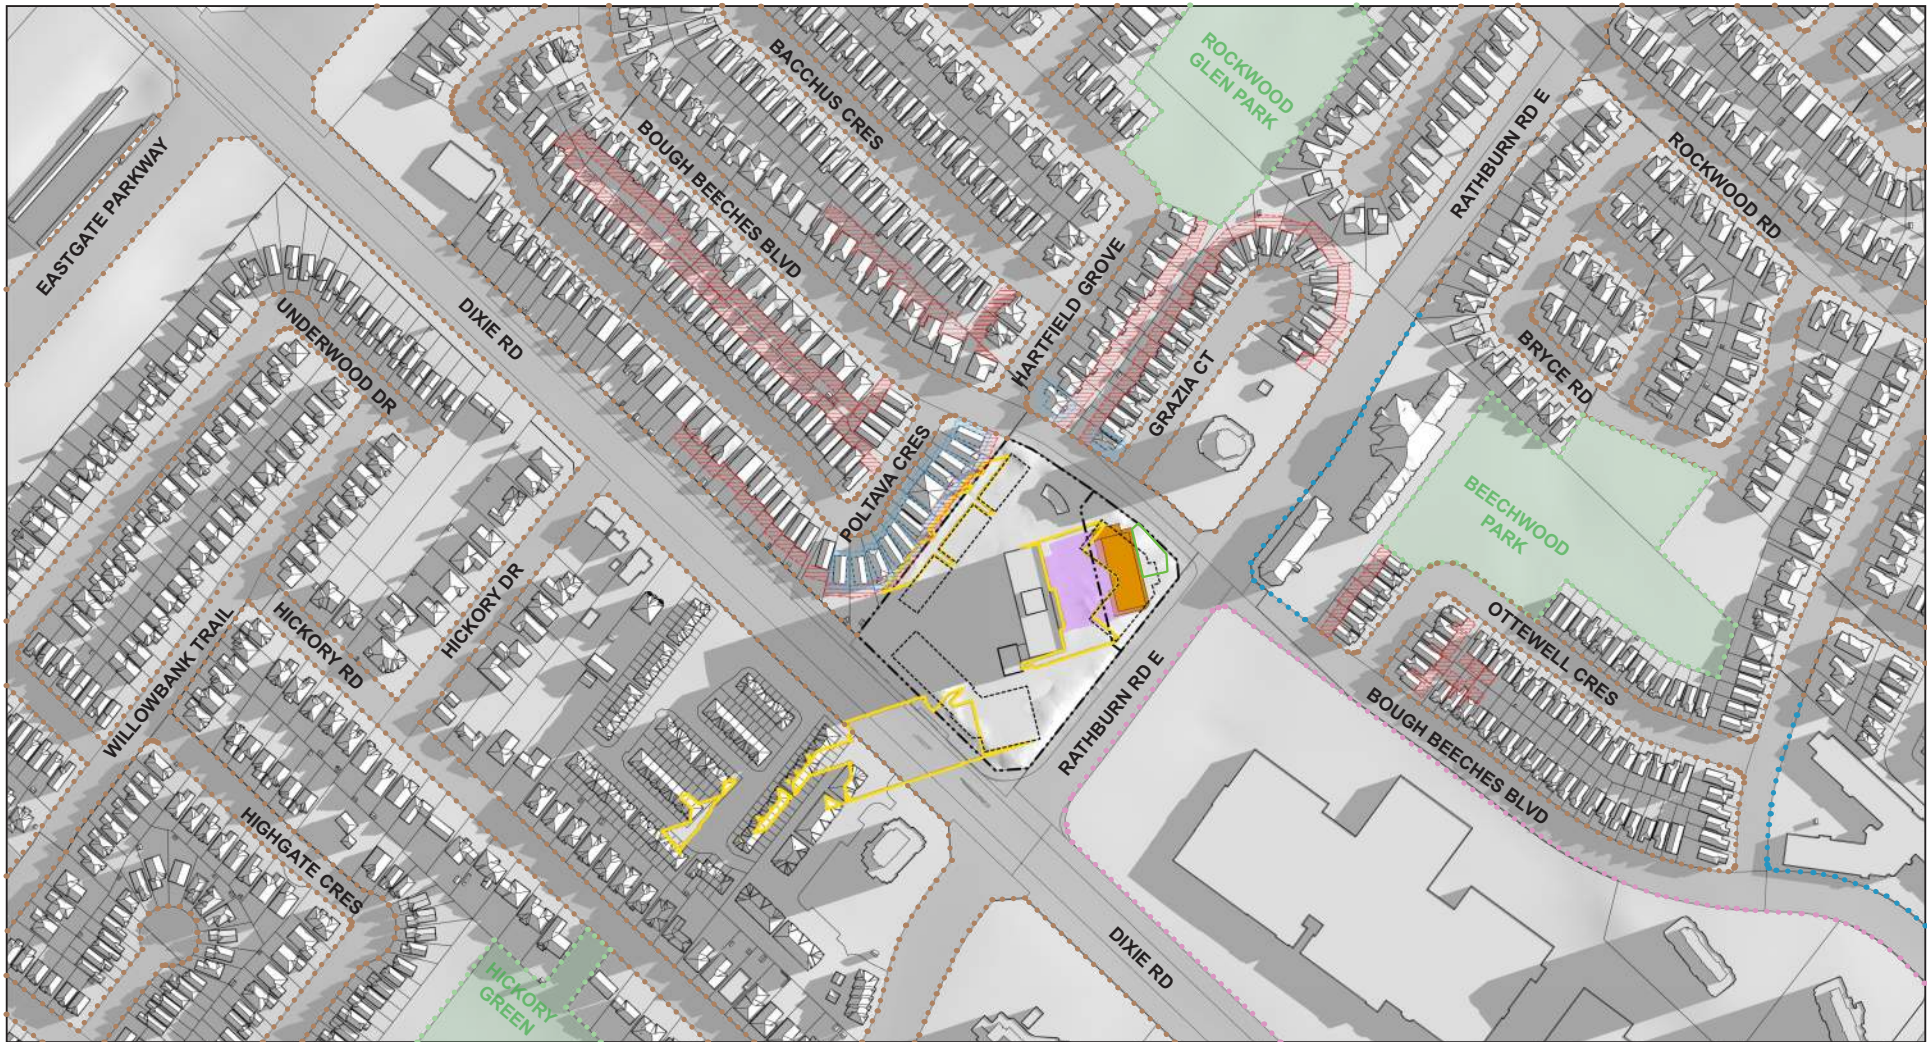 ROCKWOOD
GLEN PARK
BACCHUS CRES
RATHBURN RD E
ROCKWOOD RD
BOUGH BEECHES BLVD
EASTGATE PARKWAY
HARTFIELD GROVE
UNDERWOOD DR
DIXIE RD
BRYCE RD
GRAZIA CT
POLTAVA CRES
BEECHWOOD
PARK
HICKORY DR
OTTEWELL CRES
HICKORY RD
WILLOWBANK TRAIL
RATHBURN RD E
BOUGH BEECHES BLVD
HIGHGATE CRES
DIXIE RD
HICKORY
GREEN